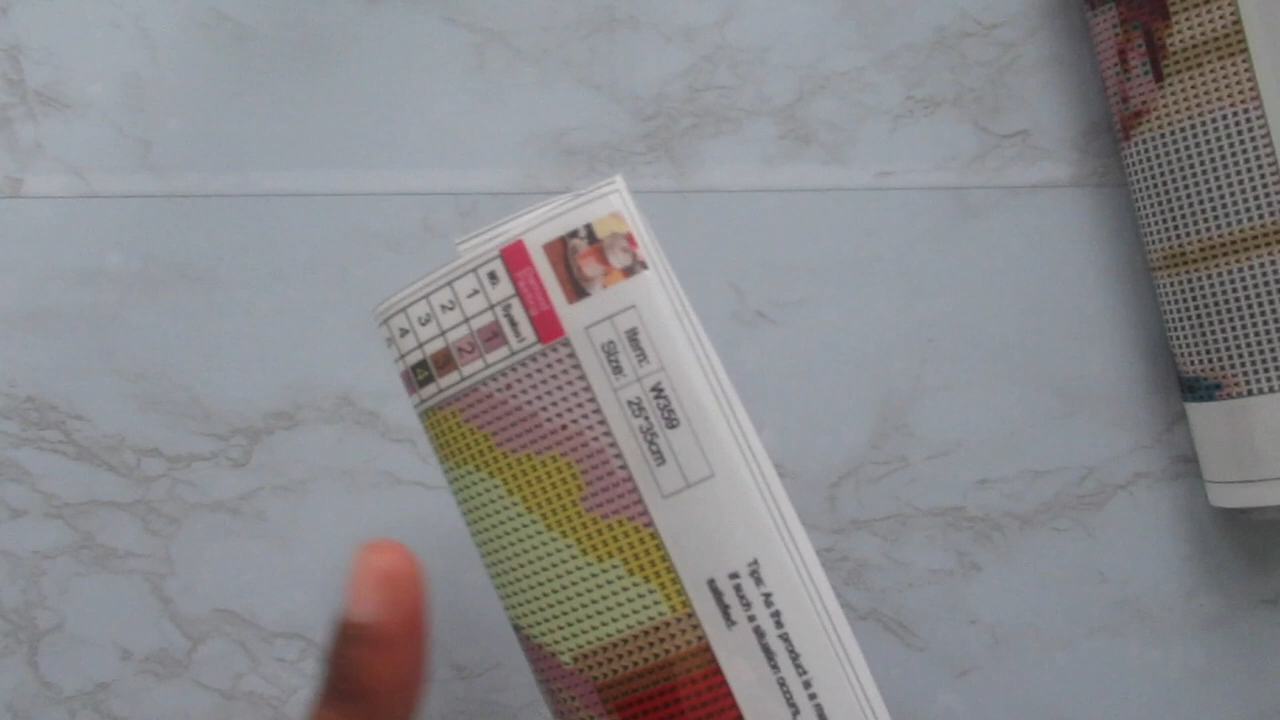 Item: W359
Size: 25*35cm
NO. Symbol
1 1
2 2
3 3
4 4
Tips: As the product is a
if such a situation occurs,
satisfied.